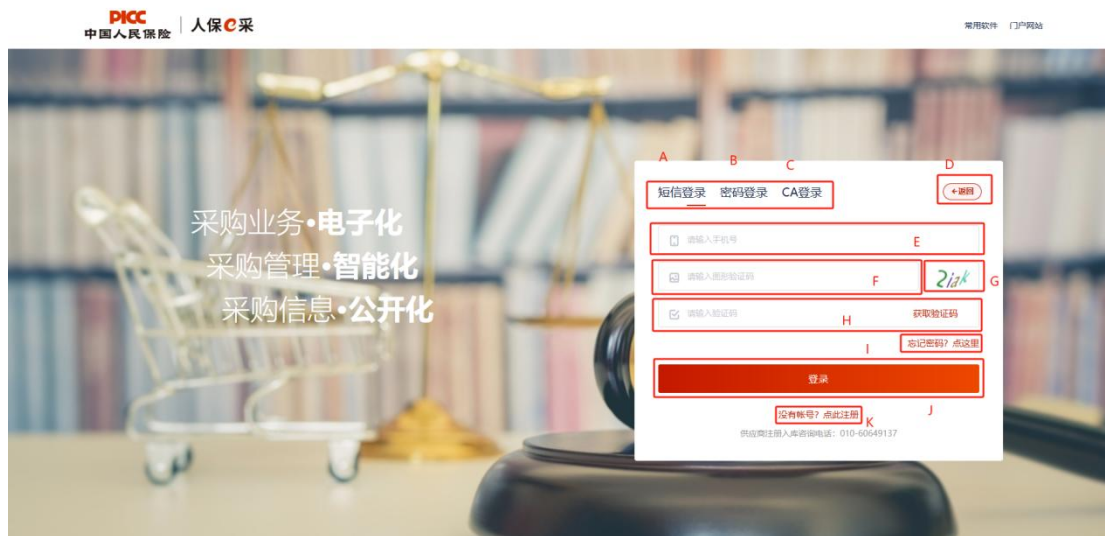 PICC
中国人民保险
人保e采
常用软件 门户网站
采购业务•电子化
采购管理•智能化
采购信息•公开化
A B C D
短信登录 密码登录 CA登录 ←返回
请输入手机号 E
请输入图形验证码 F 2iak G
请输入验证码 H 获取验证码
I 忘记密码？点这里
登录
J
没有帐号？点此注册 K
供应商注册入库咨询电话：010-60649137